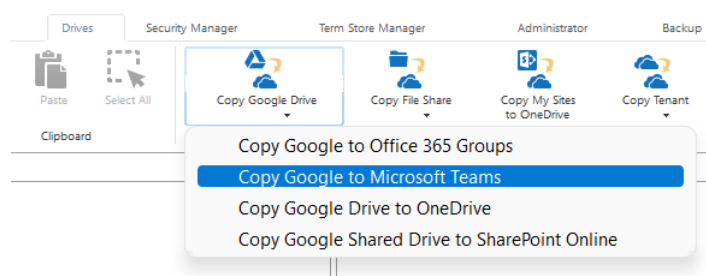 Drives Security Manager Term Store Manager Administrator Backup
Paste Select All Copy Google Drive Copy File Share Copy My Sites to OneDrive Copy Tenant
Clipboard
Copy Google to Office 365 Groups
Copy Google to Microsoft Teams
Copy Google Drive to OneDrive
Copy Google Shared Drive to SharePoint Online